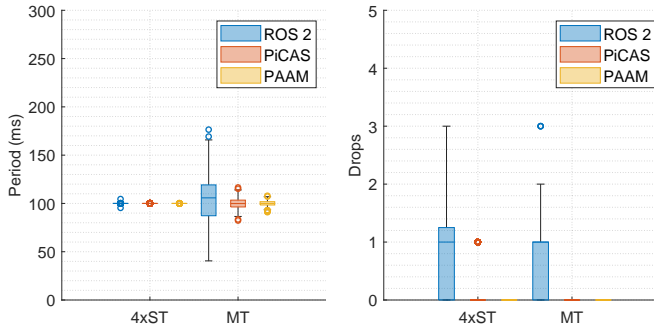 300
250
200
150
100
50
0
Period (ms)
4xST
MT
ROS 2
PiCAS
PAAM
5
4
3
2
1
0
Drops
4xST
MT
ROS 2
PiCAS
PAAM